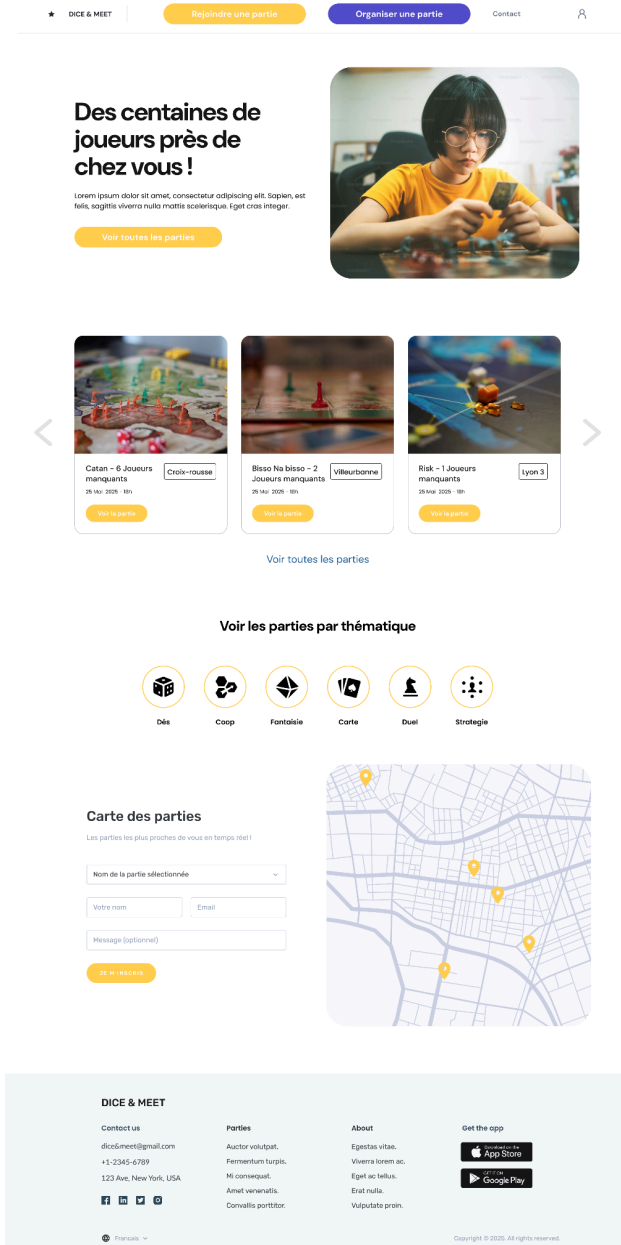 DICE & MEET
Rejoindre une partie
Organiser une partie
Contact
Des centaines de
joueurs près de
chez vous !
Lorem ipsum dolor sit amet, consectetur adipiscing elit. Sapien, est
felis, sagittis viverra nulla mattis scelerisque. Eget cras integer.
Voir toutes les parties
Catan - 6 Joueurs
manquants
Croix-rousse
25 Mai 2025 - 18h
Voir la partie
Bisso Na bisso - 2
Joueurs manquants
Villeurbanne
25 Mai 2025 - 18h
Voir la partie
Risk - 1 Joueurs
manquants
Lyon 3
25 Mai 2025 - 18h
Voir la partie
Voir toutes les parties
Voir les parties par thématique
Dés
Coop
Fantaisie
Carte
Duel
Strategie
Carte des parties
Les parties les plus proches de vous en temps réel !
Nom de la partie sélectionnée
Votre nom
Email
Message (optionnel)
JE M'INSCRIS
DICE & MEET
Contact us
dice&meet@gmail.com
+1-2345-6789
123 Ave, New York, USA
Parties
Auctor volutpat.
Fermentum turpis.
Mi consequat.
Amet venenatis.
Convallis porttitor.
About
Egestas vitae.
Viverra lorem ac.
Eget ac tellus.
Erat nulla.
Vulputate proin.
Get the app
Download on the
App Store
GET IT ON
Google Play
Francais
Copyright © 2025. All rights reserved.